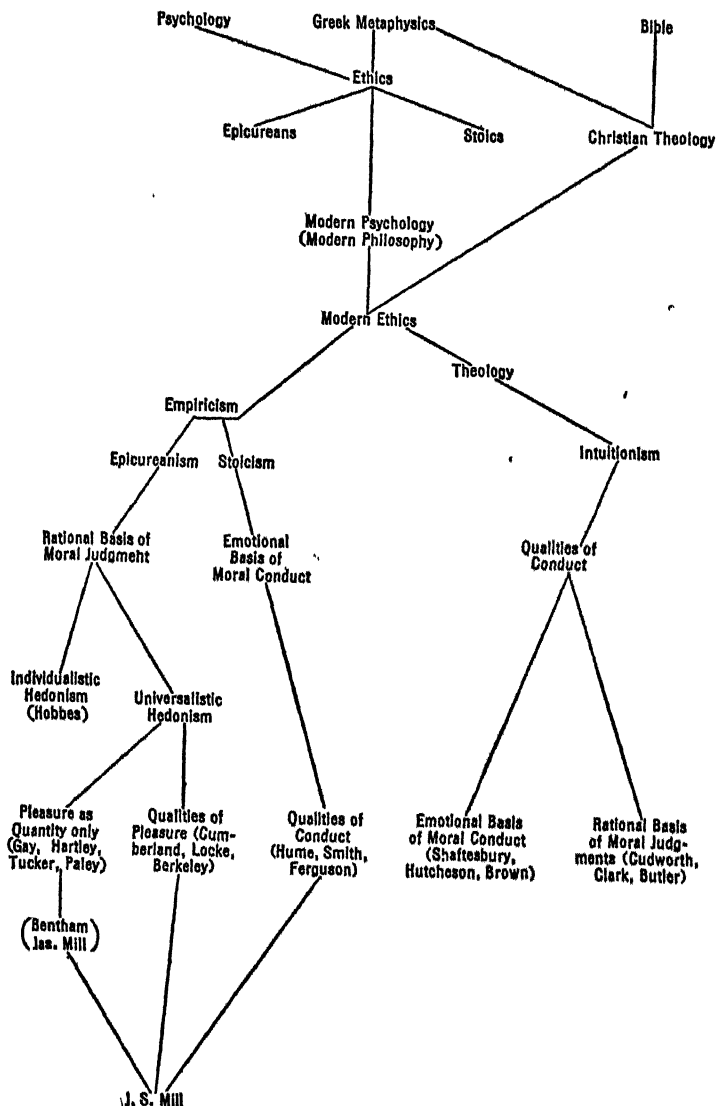 Psychology
Greek Metaphysics
Bible
Ethics
Epicureans
Stoics
Christian Theology
Modern Psychology
(Modern Philosophy)
Modern Ethics
Theology
Empiricism
Epicureanism
Stoicism
Intuitionism
Rational Basis of
Moral Judgment
Emotional
Basis of
Moral Conduct
Qualities of
Conduct
Individualistic
Hedonism
(Hobbes)
Universalistic
Hedonism
Pleasure as
Quantity only
(Gay, Hartley,
Tucker, Paley)
Qualities of
Pleasure (Cum-
berland, Locke,
Berkeley)
Qualities of
Conduct
(Hume, Smith,
Ferguson)
Emotional Basis
of Moral Conduct
(Shaftesbury,
Hutcheson, Brown)
Rational Basis
of Moral Judg-
ments (Cudworth,
Clark, Butler)
(Bentham
Jas. Mill)
J. S. Mill